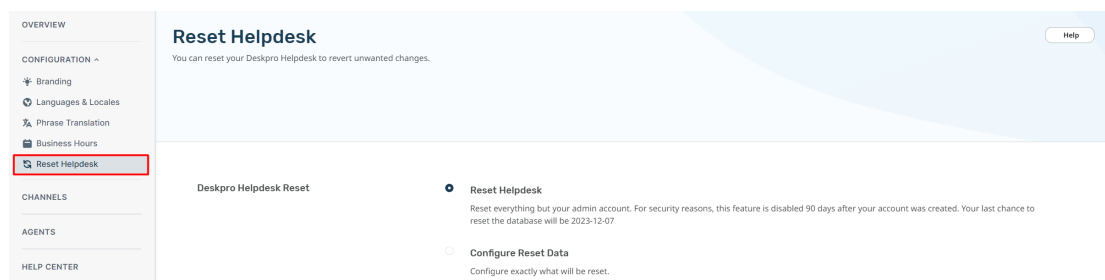 OVERVIEW
CONFIGURATION
Branding
Languages & Locales
Phrase Translation
Business Hours
Reset Helpdesk
CHANNELS
AGENTS
HELP CENTER
Reset Helpdesk
Help
You can reset your Deskpro Helpdesk to revert unwanted changes.
Deskpro Helpdesk Reset
Reset Helpdesk
Reset everything but your admin account. For security reasons, this feature is disabled 90 days after your account was created. Your last chance to
reset the database will be 2023-12-07
Configure Reset Data
Configure exactly what will be reset.